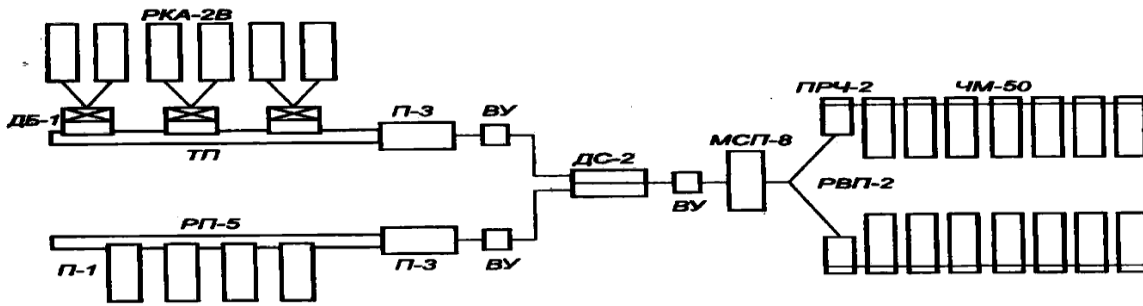 РКА-2В
ДБ-1
ТП
П-3
ВУ
ДС-2
ВУ
МСП-8
ПРЧ-2
ЧМ-50
РВП-2
РП-5
П-1
П-3
ВУ